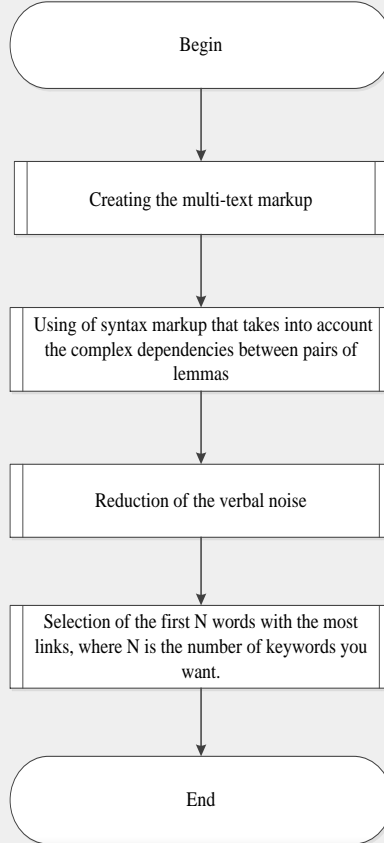 Begin
Creating the multi-text markup
Using of syntax markup that takes into account
the complex dependencies between pairs of
lemmas
Reduction of the verbal noise
Selection of the first N words with the most
links, where N is the number of keywords you
want.
End